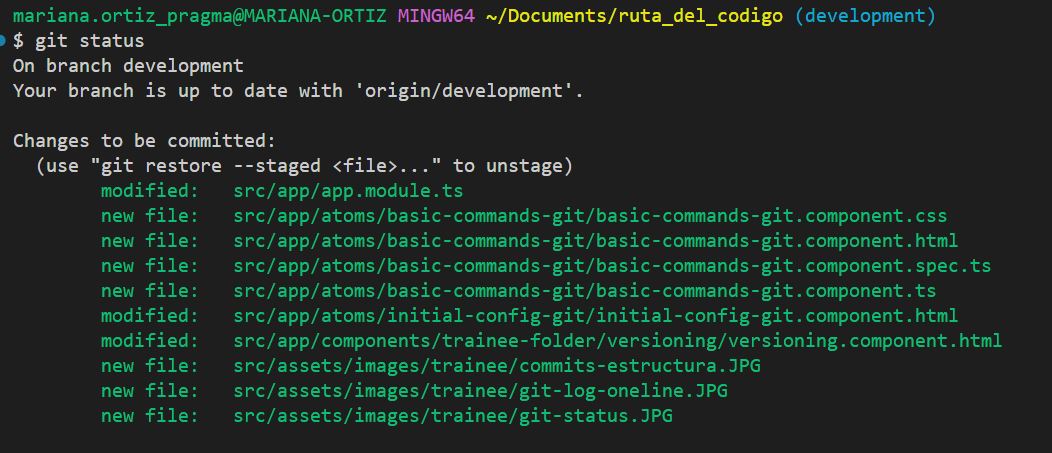 mariana.ortiz_pragma@MARIANA-ORTIZ MINGW64 ~/Documents/ruta_del_codigo (development)
$ git status
On branch development
Your branch is up to date with 'origin/development'.
Changes to be committed:
(use "git restore --staged <file>..." to unstage)
modified: src/app/app.module.ts
new file: src/app/atoms/basic-commands-git/basic-commands-git.component.css
new file: src/app/atoms/basic-commands-git/basic-commands-git.component.html
new file: src/app/atoms/basic-commands-git/basic-commands-git.component.spec.ts
new file: src/app/atoms/basic-commands-git/basic-commands-git.component.ts
modified: src/app/atoms/initial-config-git/initial-config-git.component.html
modified: src/app/components/trainee-folder/versioning/versioning.component.html
new file: src/assets/images/trainee/commits-estructura.JPG
new file: src/assets/images/trainee/git-log-oneline.JPG
new file: src/assets/images/trainee/git-status.JPG